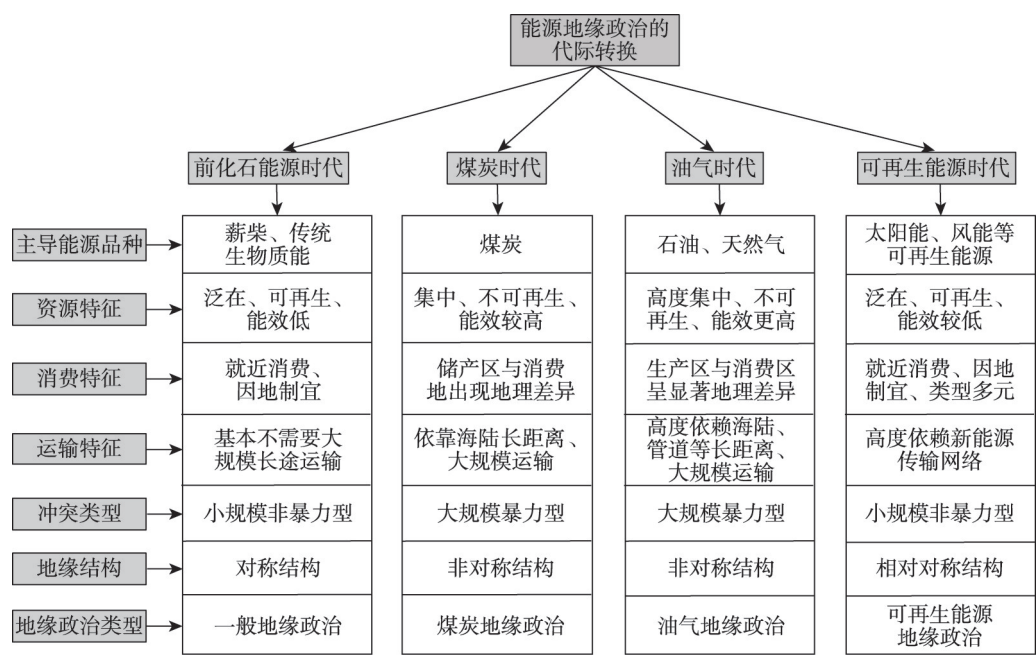 能源地缘政治的
代际转换
前化石能源时代
煤炭时代
油气时代
可再生能源时代
主导能源品种
薪柴、传统
生物质能
煤炭
石油、天然气
太阳能、风能等
可再生能源
资源特征
泛在、可再生、
能效低
集中、不可再生、
能效较高
高度集中、不可
再生、能效更高
泛在、可再生、
能效较低
消费特征
就近消费、
因地制宜
储产区与消费
地出现地理差异
生产区与消费区
呈显著地理差异
就近消费、因地
制宜、类型多元
运输特征
基本不需要大
规模长途运输
依靠海陆长距离、
大规模运输
高度依赖海陆、
管道等长距离、
大规模运输
高度依赖新能源
传输网络
冲突类型
小规模非暴力型
大规模暴力型
大规模暴力型
小规模非暴力型
地缘结构
对称结构
非对称结构
非对称结构
相对对称结构
地缘政治类型
一般地缘政治
煤炭地缘政治
油气地缘政治
可再生能源
地缘政治